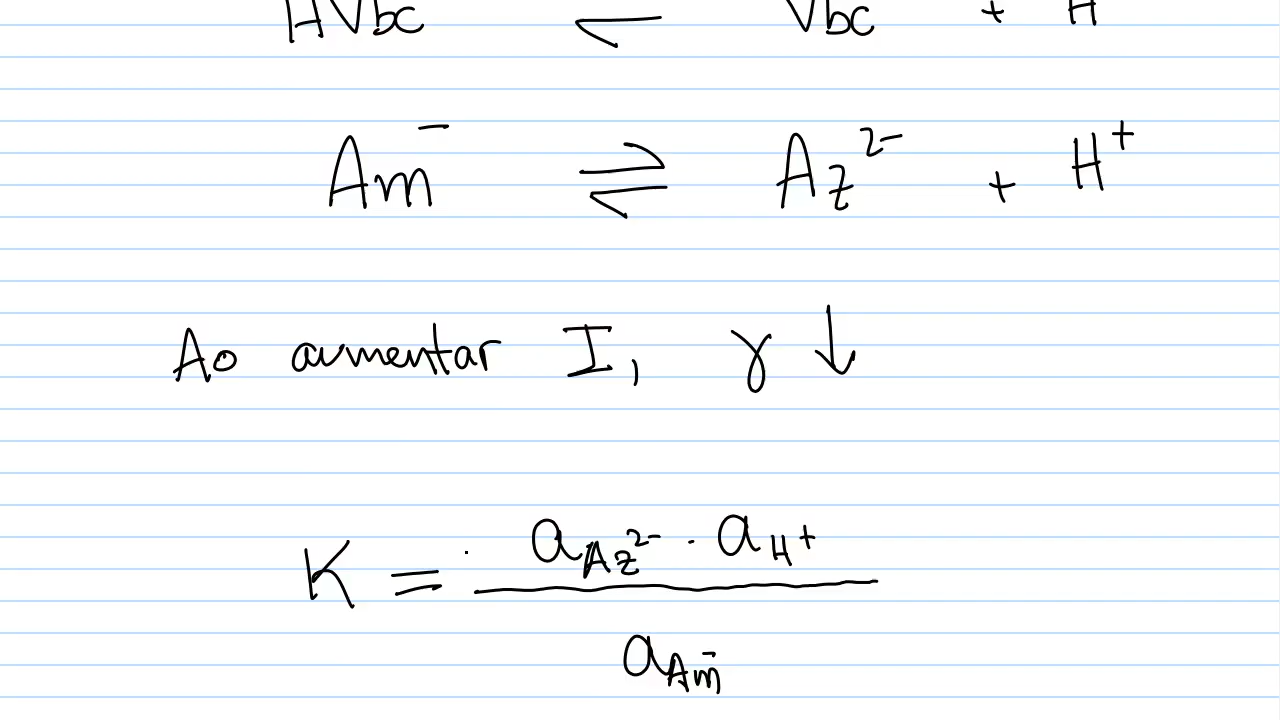 HVbc ⇌ Vbc + H
Am⁻ ⇌ Az²⁻ + H⁺
Ao aumentar I, γ ↓
K = a_Az²⁻ · a_H⁺
a_Am⁻